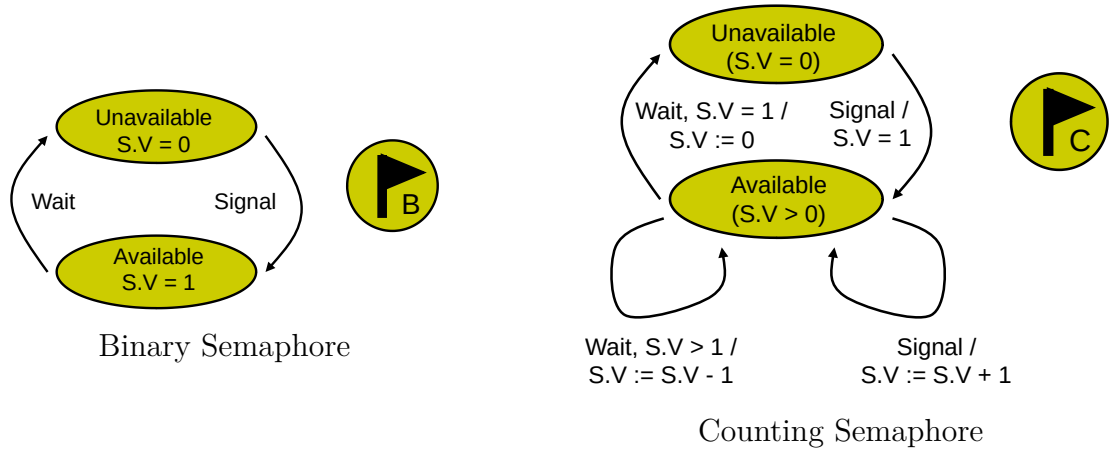 Unavailable
S.V = 0
Wait
Signal
B
Available
S.V = 1
Binary Semaphore
Unavailable
(S.V = 0)
Wait, S.V = 1 /
S.V := 0
Signal /
S.V = 1
C
Available
(S.V > 0)
Wait, S.V > 1 /
S.V := S.V - 1
Signal /
S.V := S.V + 1
Counting Semaphore